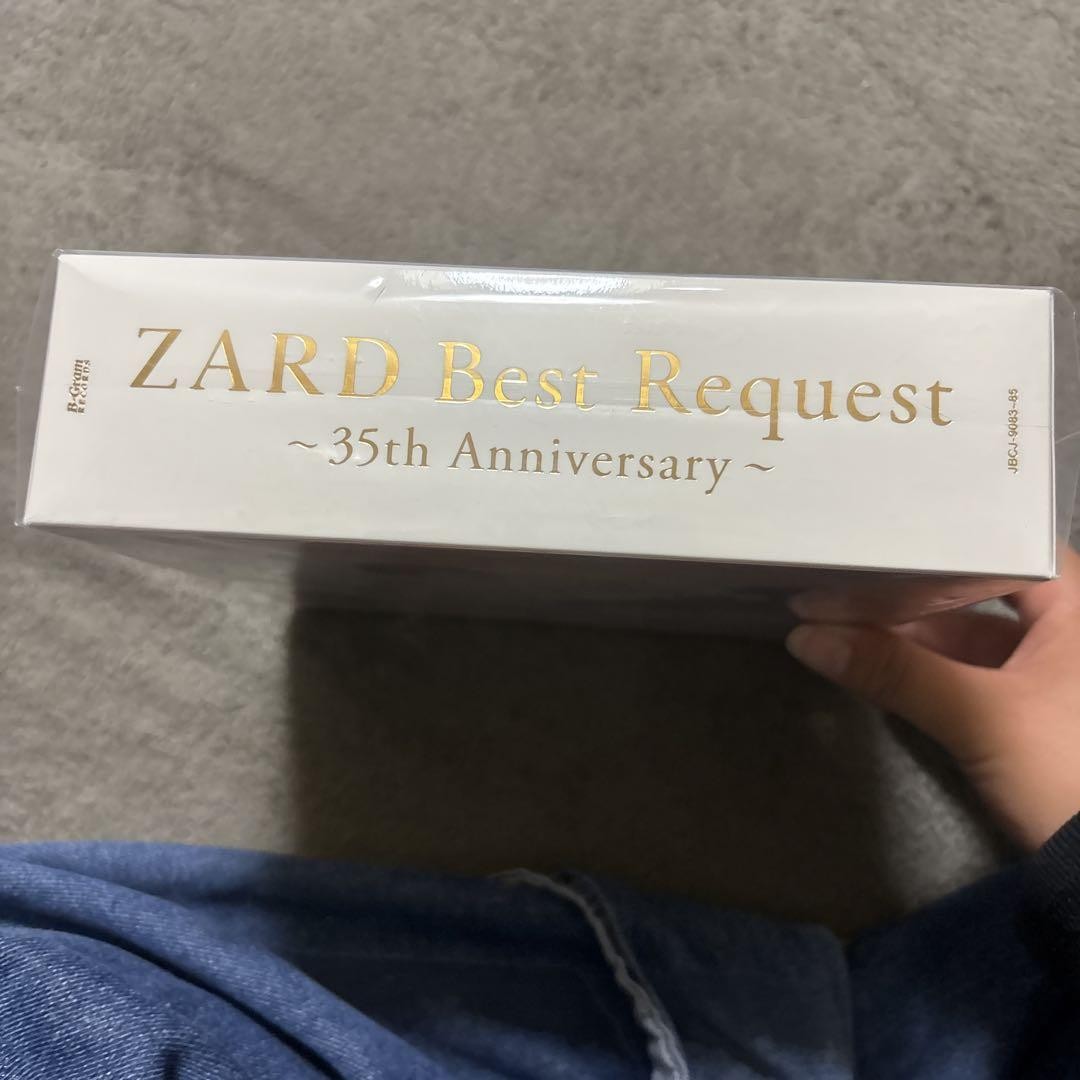 B-Gram
RECORDS
ZARD Best Request
~35th Anniversary~
JBCJ-9083~85